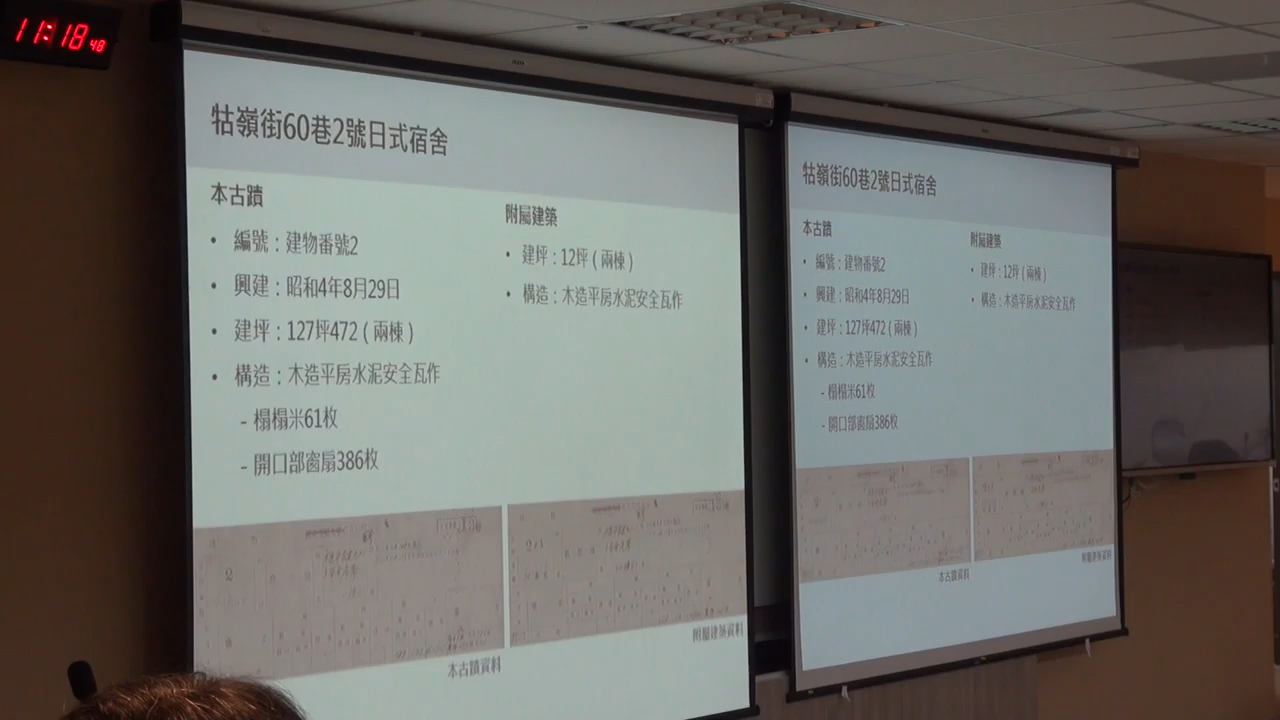 11:18 48
牯嶺街60巷2號日式宿舍
本古蹟
• 編號：建物番號2
• 興建：昭和4年8月29日
• 建坪：127坪472（兩棟）
• 構造：木造平房水泥安全瓦作
- 榻榻米61枚
- 開口部窗扇386枚
附屬建築
• 建坪：12坪（兩棟）
• 構造：木造平房水泥安全瓦作
本古蹟資料
附屬建築資料
牯嶺街60巷2號日式宿舍
本古蹟
• 編號：建物番號2
• 興建：昭和4年8月29日
• 建坪：127坪472（兩棟）
• 構造：木造平房水泥安全瓦作
- 榻榻米61枚
- 開口部窗扇386枚
附屬建築
• 建坪：12坪（兩棟）
• 構造：木造平房水泥安全瓦作
本古蹟資料
附屬建築資料